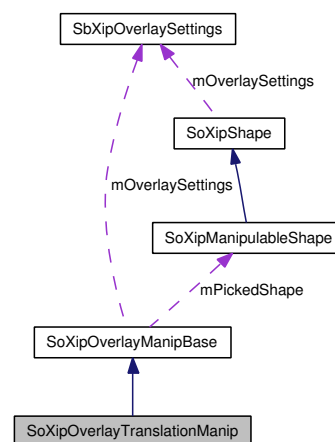 SbXipOverlaySettings
mOverlaySettings
SoXipShape
mOverlaySettings
SoXipManipulableShape
mPickedShape
SoXipOverlayManipBase
SoXipOverlayTranslationManip